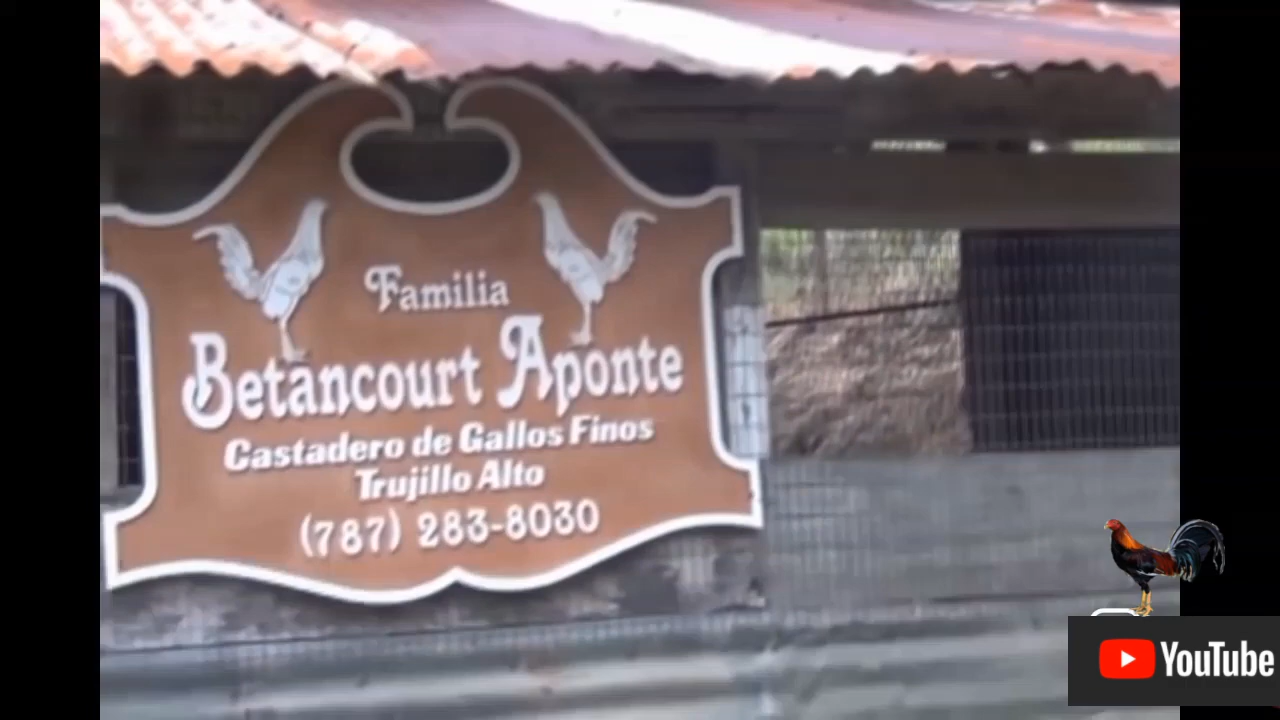 Familia
Betancourt Aponte
Castadero de Gallos Finos
Trujillo Alto
(787) 283-8030
YouTube